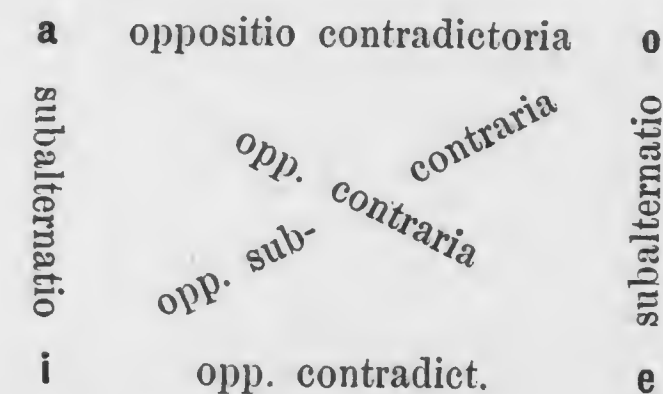 a oppositio contradictoria o
subalternatio
opp. contraria
opp. sub- contraria
subalternatio
i opp. contradict. e